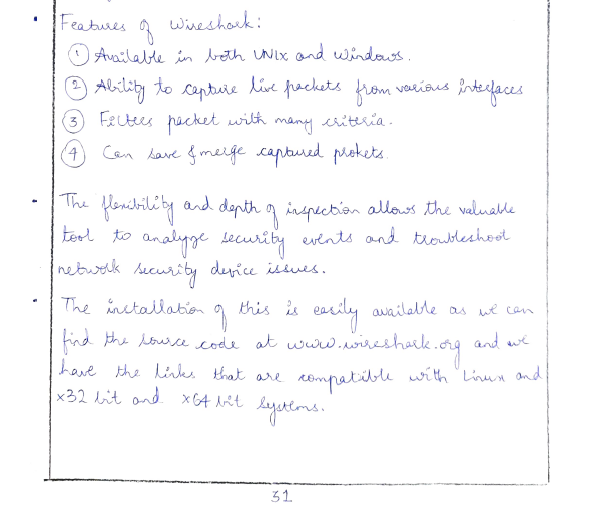 • Features of Wireshark:
① Available in both UNIX and Windows.
② Ability to capture live packets from various interfaces
③ Filters packet with many criteria.
④ Can save & merge captured prokets.
• The flexibility and depth of inspection allows the valuable
tool to analyze security events and troubleshoot
network security device issues.
• The installation of this is easily available as we can
find the source code at www.wireshark.org and we
have the links that are compatible with Linux and
x32 bit and x64 bit systems.
31